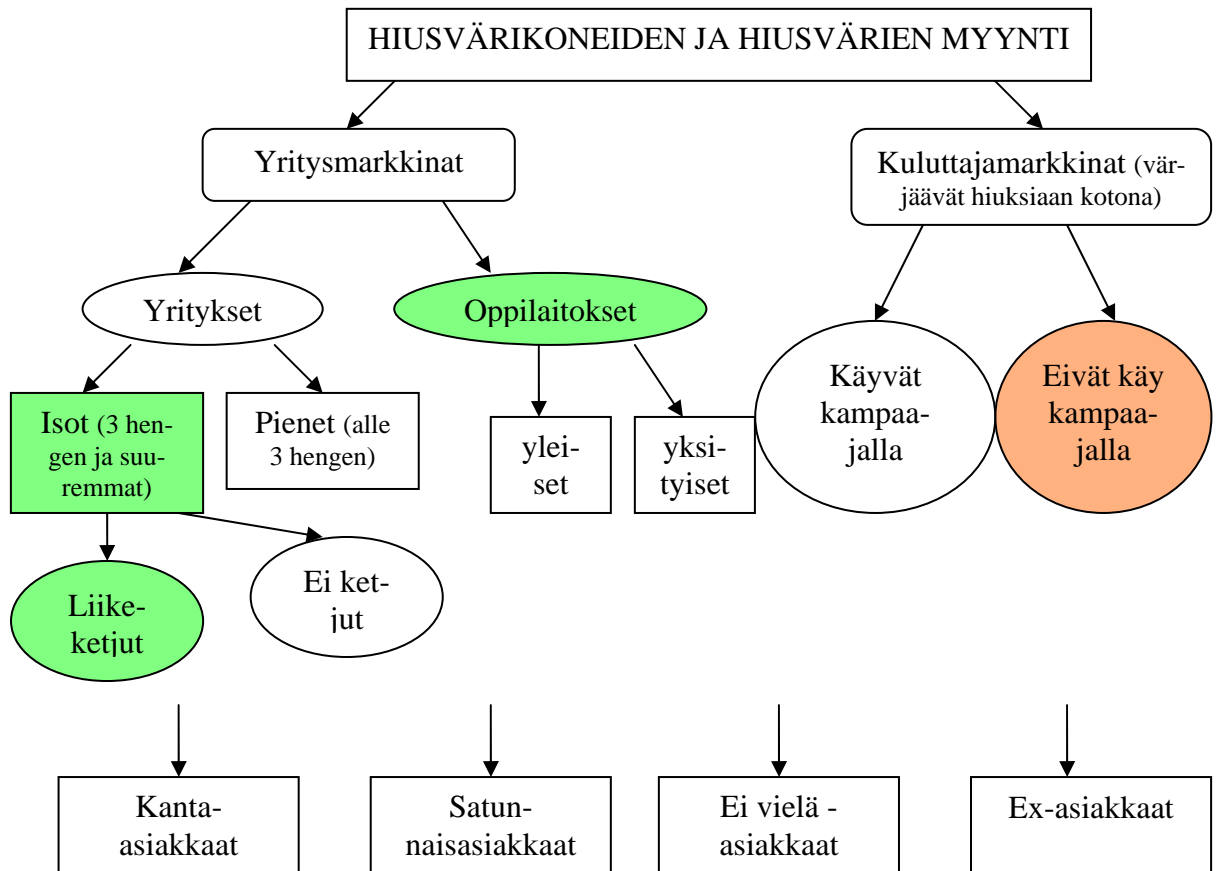 HIUSVÄRIKONEIDEN JA HIUSVÄRIEN MYYNTI
Yritysmarkkinat
Kuluttajamarkkinat (vär-
jäävät hiuksiaan kotona)
Yritykset
Oppilaitokset
Käyvät
kampaa-
jalla
Eivät käy
kampaa-
jalla
Isot (3 hen-
gen ja suu-
remmat)
Pienet (alle
3 hengen)
ylei-
set
yksi-
tyiset
Liike-
ketjut
Ei ket-
jut
Kanta-
asiakkaat
Satun-
naisasiakkaat
Ei vielä -
asiakkaat
Ex-asiakkaat